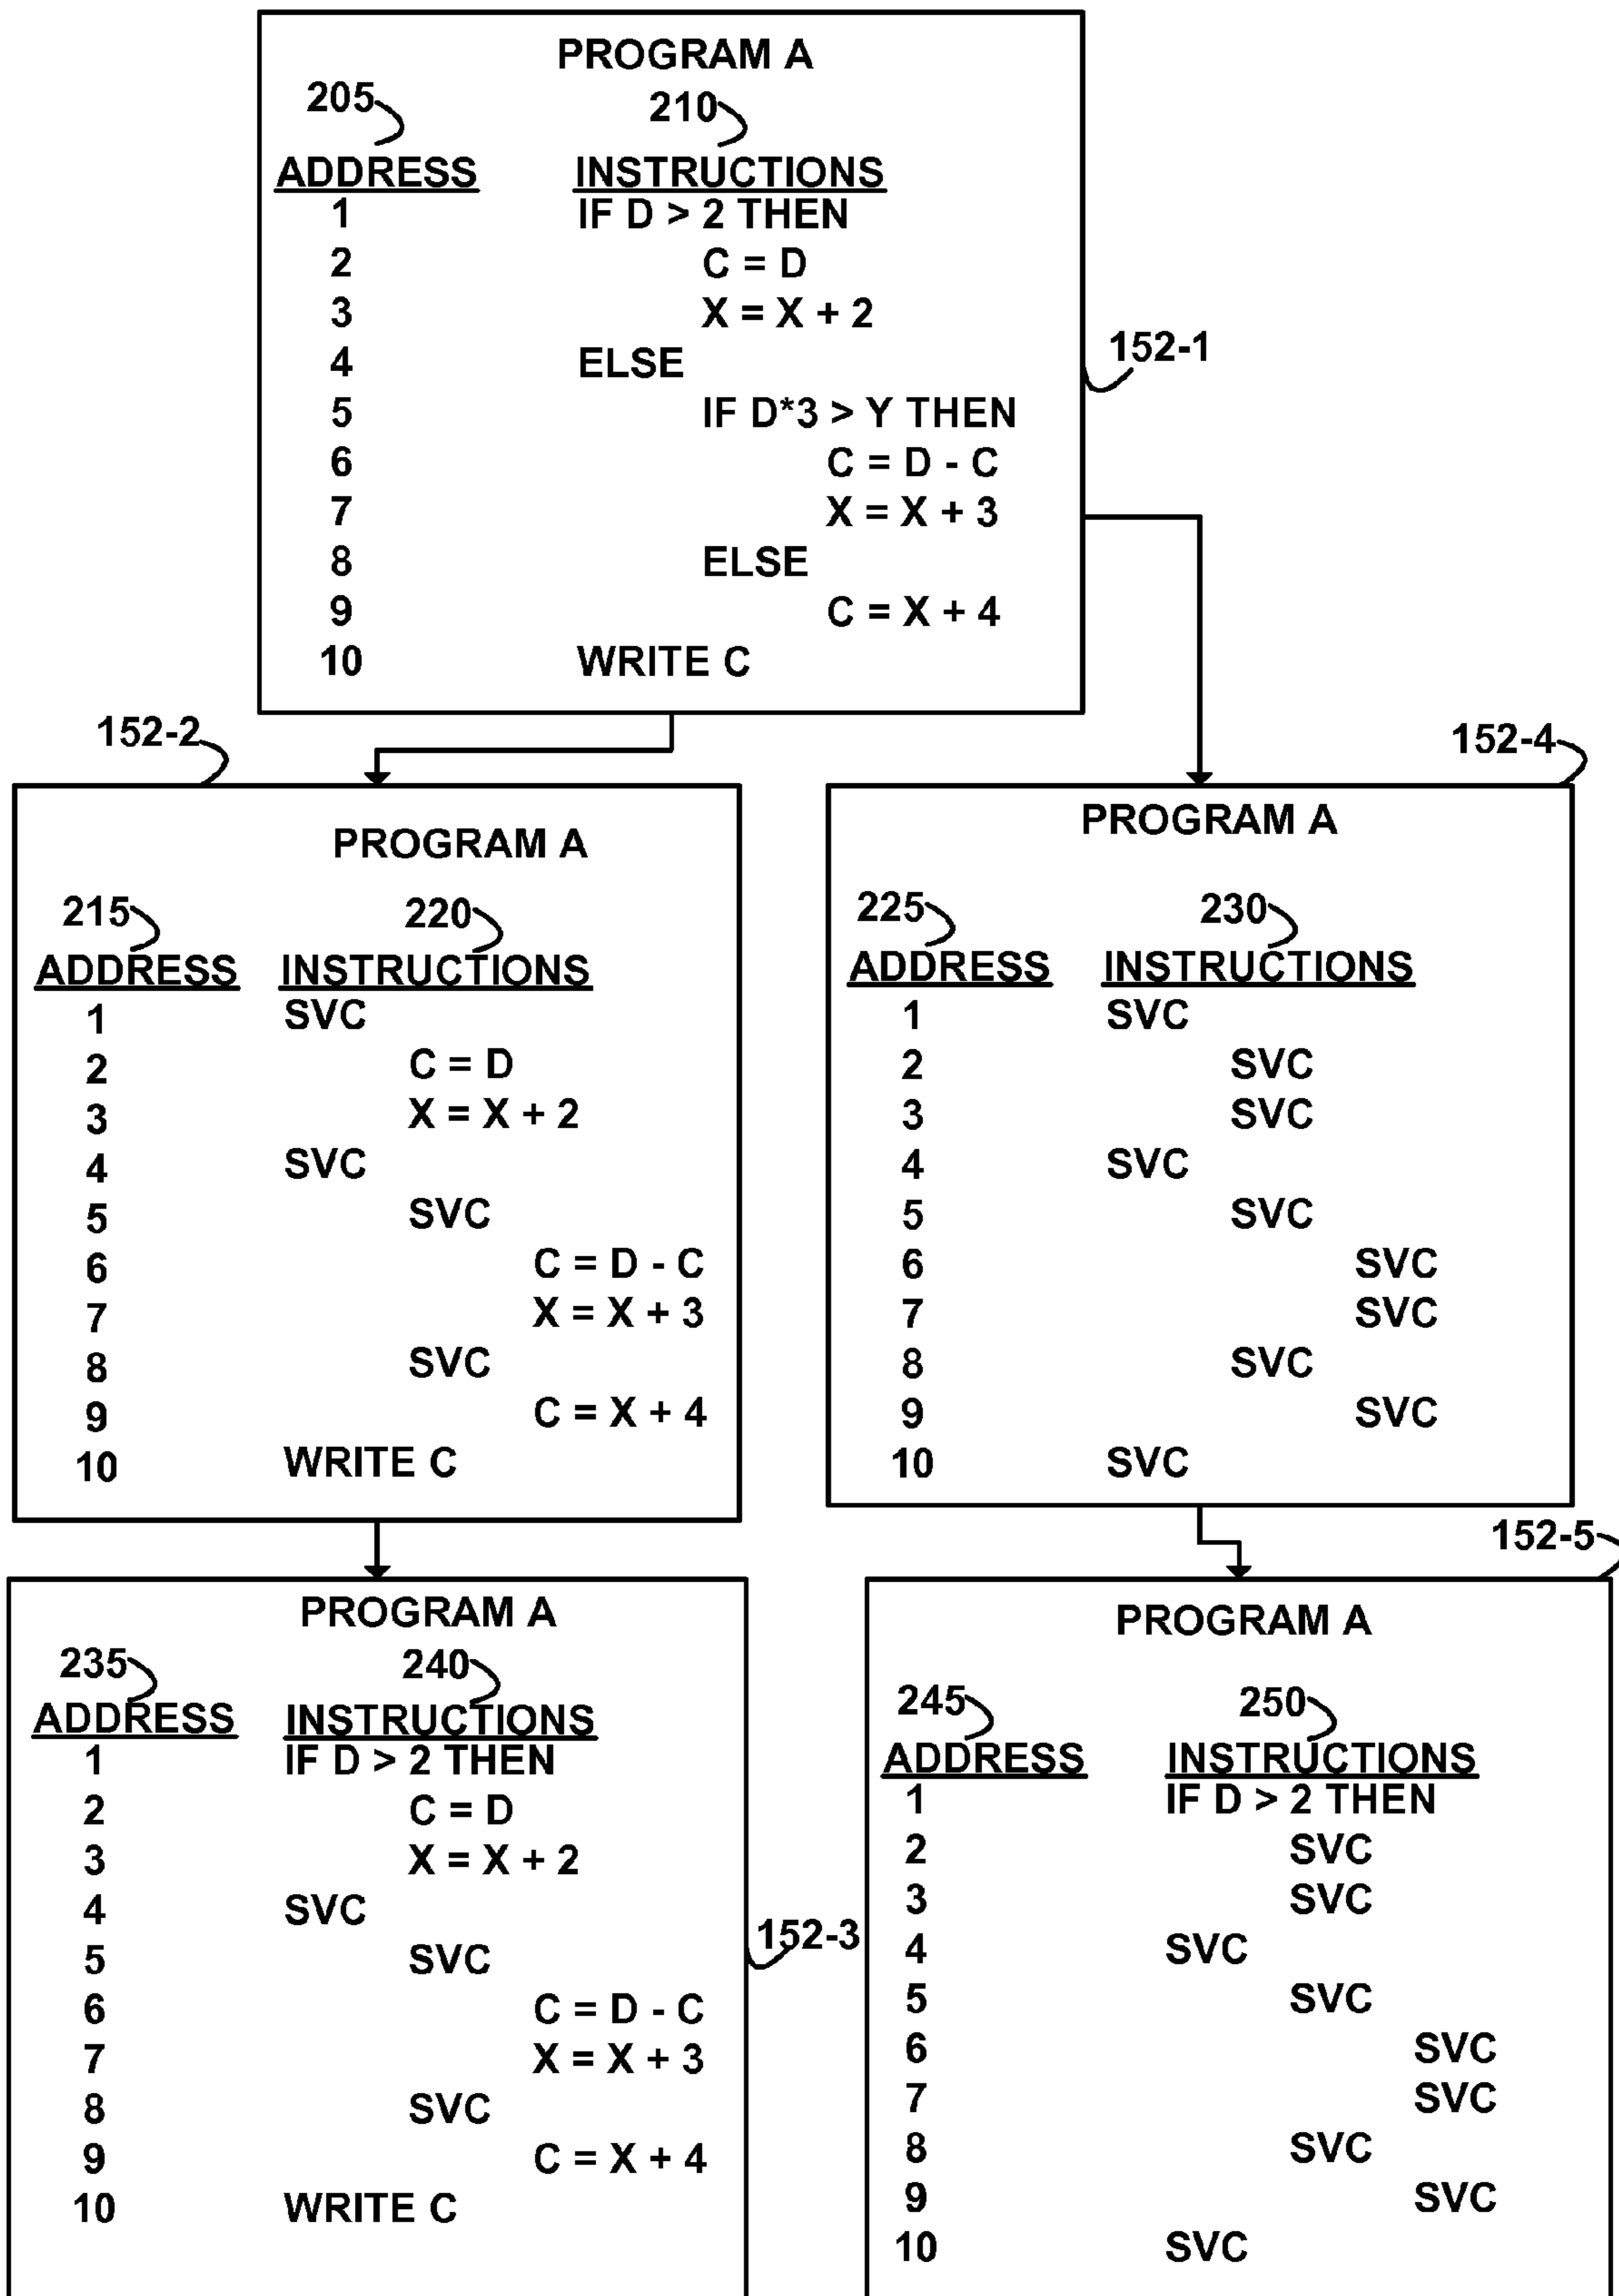 PROGRAM A
205 210
ADDRESS INSTRUCTIONS
1 IF D > 2 THEN
2 C = D
3 X = X + 2
152-1
4 ELSE
5 IF D*3 > Y THEN
6 C = D - C
7 X = X + 3
8 ELSE
9 C = X + 4
10 WRITE C
152-2
PROGRAM A
215 220
ADDRESS INSTRUCTIONS
1 SVC
2 C = D
3 X = X + 2
4 SVC
5 SVC
6 C = D - C
7 X = X + 3
8 SVC
9 C = X + 4
10 WRITE C
152-4
PROGRAM A
225 230
ADDRESS INSTRUCTIONS
1 SVC
2 SVC
3 SVC
4 SVC
5 SVC
6 SVC
7 SVC
8 SVC
9 SVC
10 SVC
PROGRAM A
235 240
ADDRESS INSTRUCTIONS
1 IF D > 2 THEN
2 C = D
3 X = X + 2
4 SVC
5 SVC
152-3
6 C = D - C
7 X = X + 3
8 SVC
9 C = X + 4
10 WRITE C
152-5
PROGRAM A
245 250
ADDRESS INSTRUCTIONS
1 IF D > 2 THEN
2 SVC
3 SVC
4 SVC
5 SVC
6 SVC
7 SVC
8 SVC
9 SVC
10 SVC